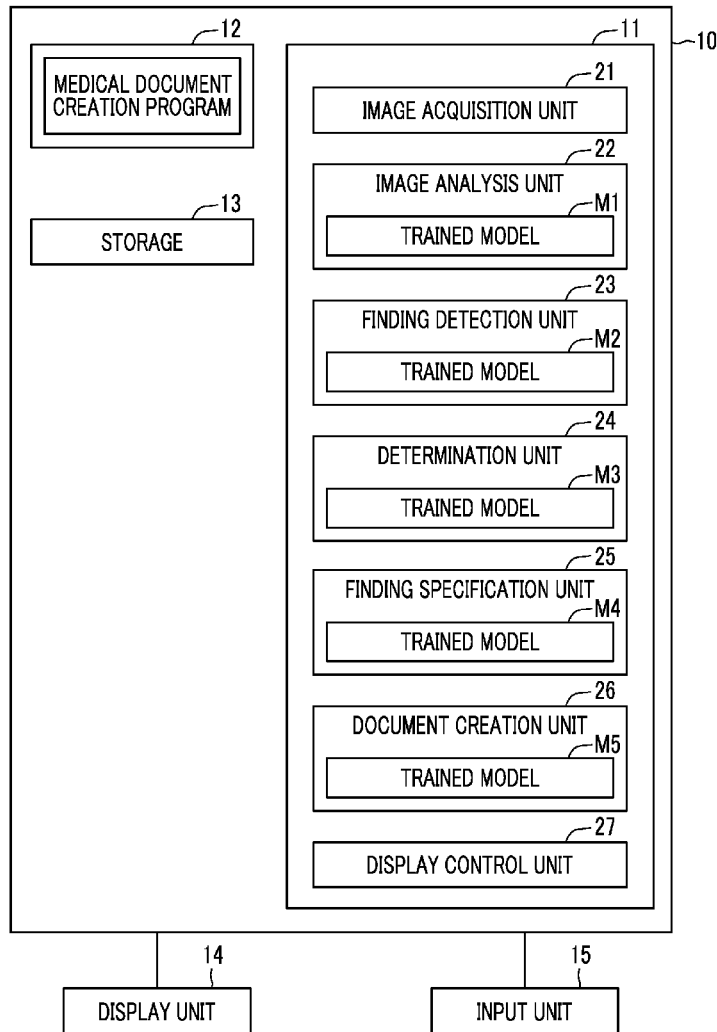 10
12
MEDICAL DOCUMENT
CREATION PROGRAM
13
STORAGE
11
21
IMAGE ACQUISITION UNIT
22
IMAGE ANALYSIS UNIT
M1
TRAINED MODEL
23
FINDING DETECTION UNIT
M2
TRAINED MODEL
24
DETERMINATION UNIT
M3
TRAINED MODEL
25
FINDING SPECIFICATION UNIT
M4
TRAINED MODEL
26
DOCUMENT CREATION UNIT
M5
TRAINED MODEL
27
DISPLAY CONTROL UNIT
14
DISPLAY UNIT
15
INPUT UNIT